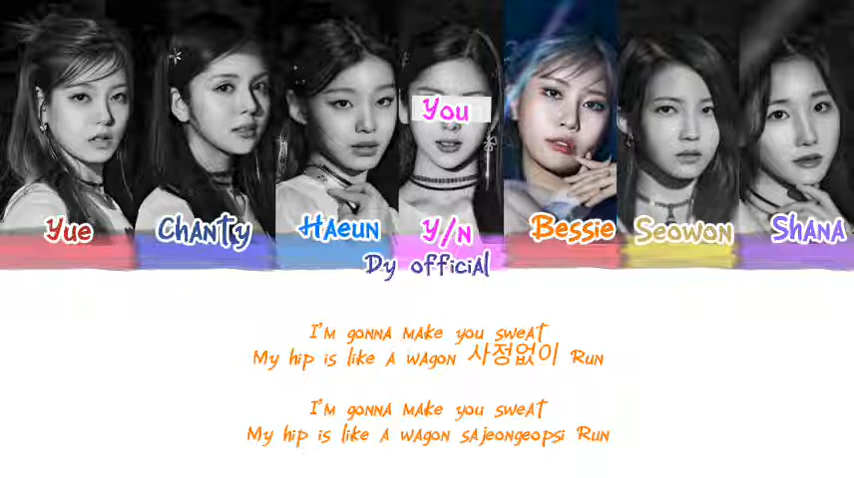 You
Yue
Chanty
Haeun
Y/n
Bessie
Seowon
Shana
Dy official
I'm gonna make you sweat
My hip is like a wagon 사정없이 Run
I'm gonna make you sweat
My hip is like a wagon sajeongeopsi Run